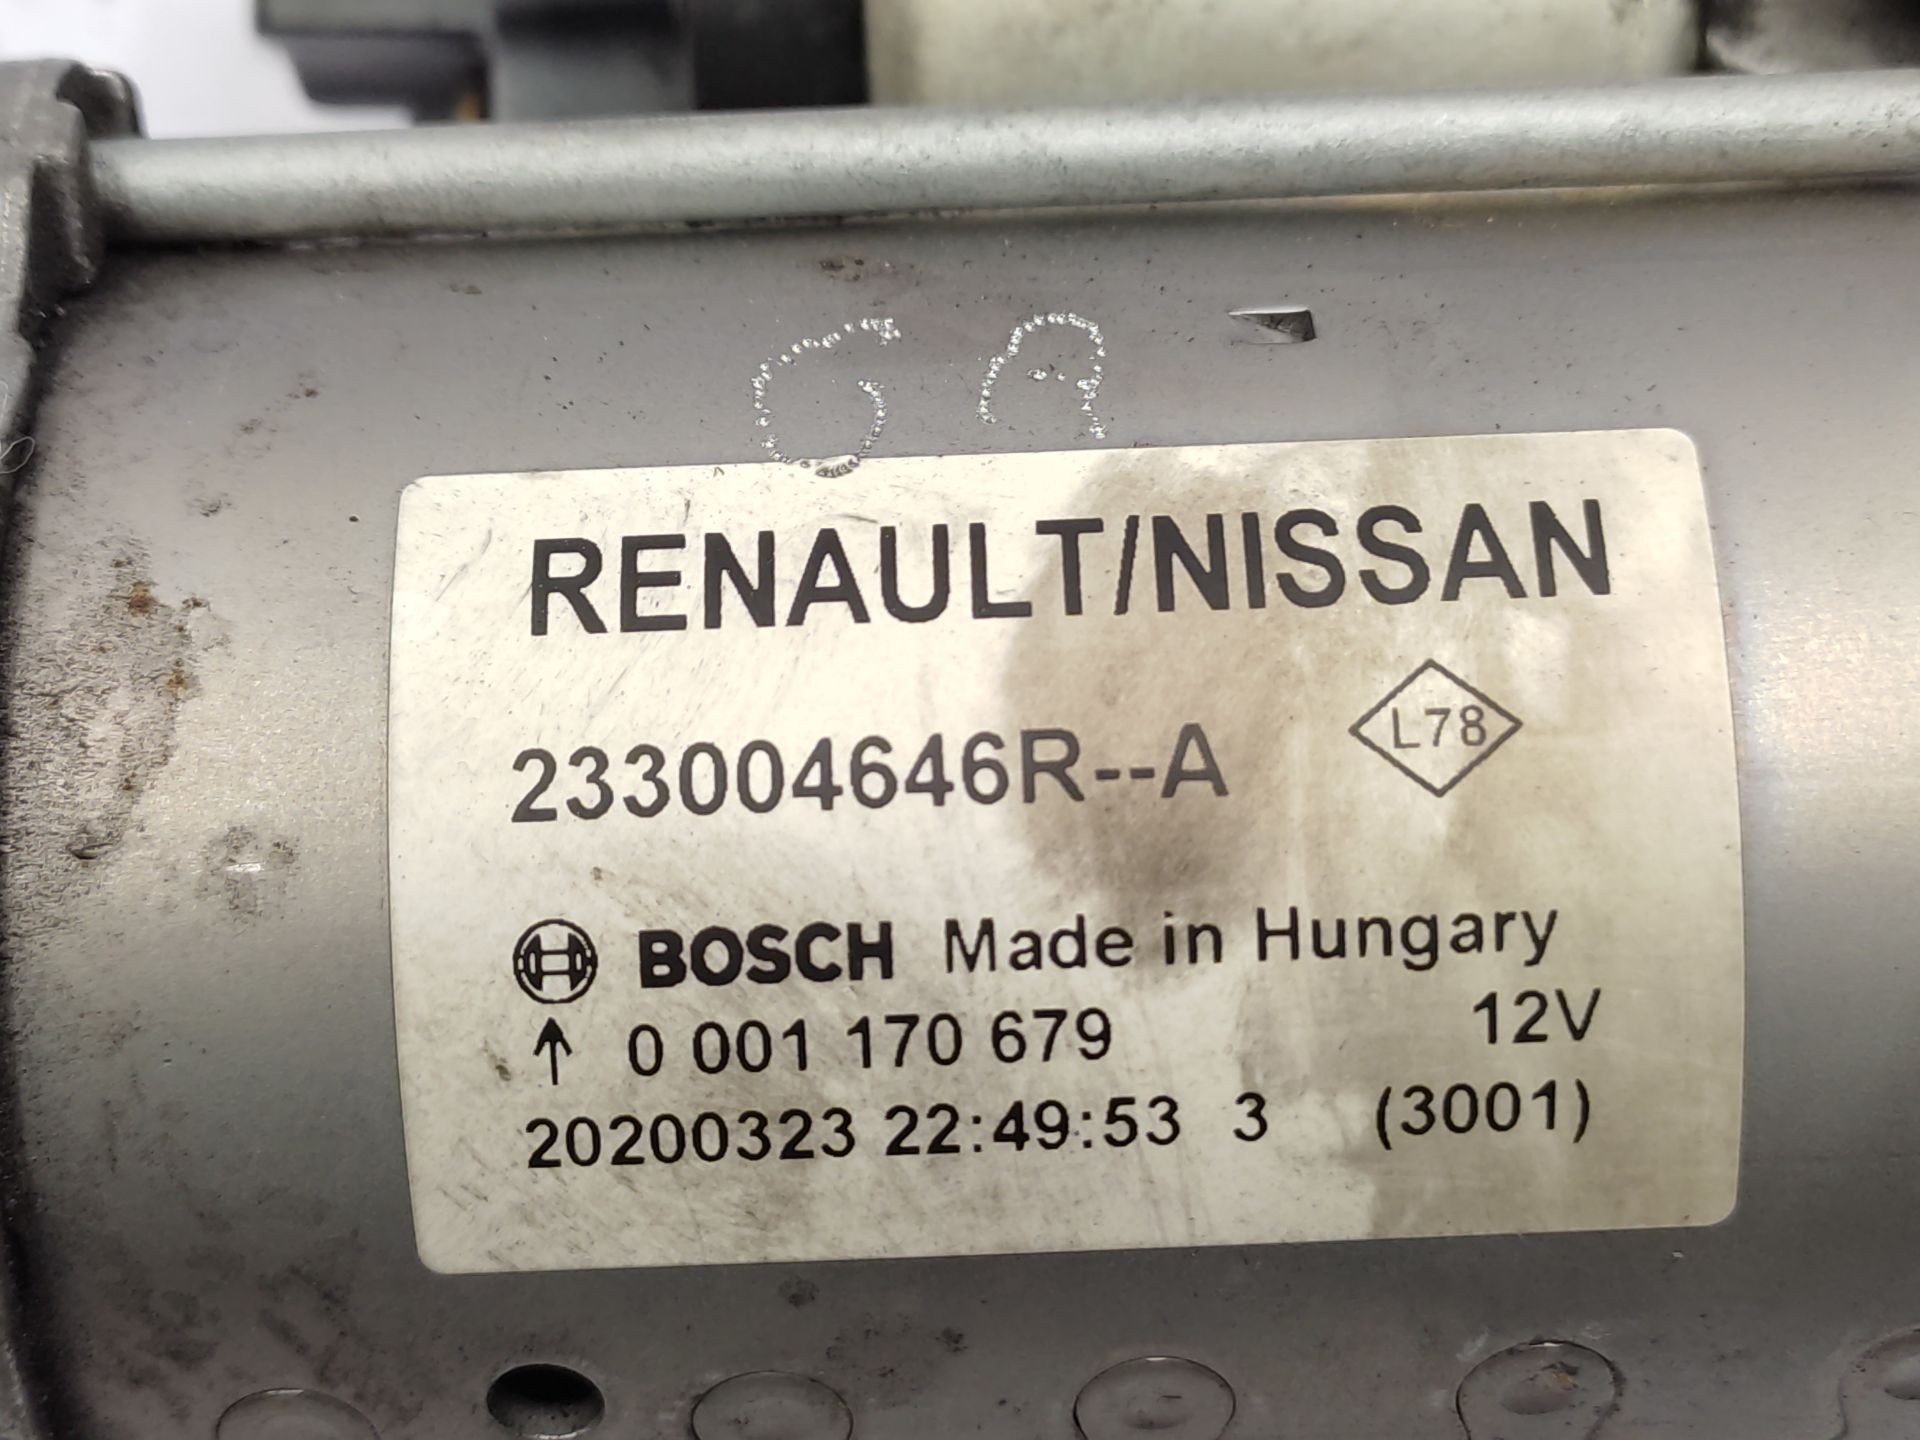 GA
RENAULT/NISSAN
233004646R--A L78
BOSCH Made in Hungary
↑ 0 001 170 679 12V
20200323 22:49:53 3 (3001)